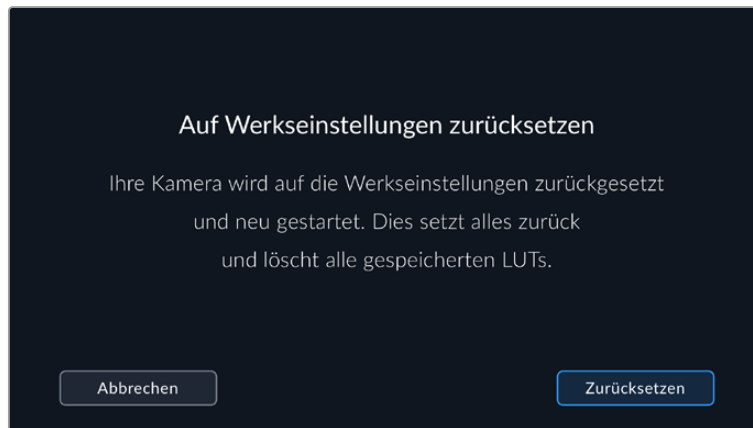 Auf Werkseinstellungen zurücksetzen
Ihre Kamera wird auf die Werkseinstellungen zurückgesetzt
und neu gestartet. Dies setzt alles zurück
und löscht alle gespeicherten LUTs.
Abbrechen
Zurücksetzen